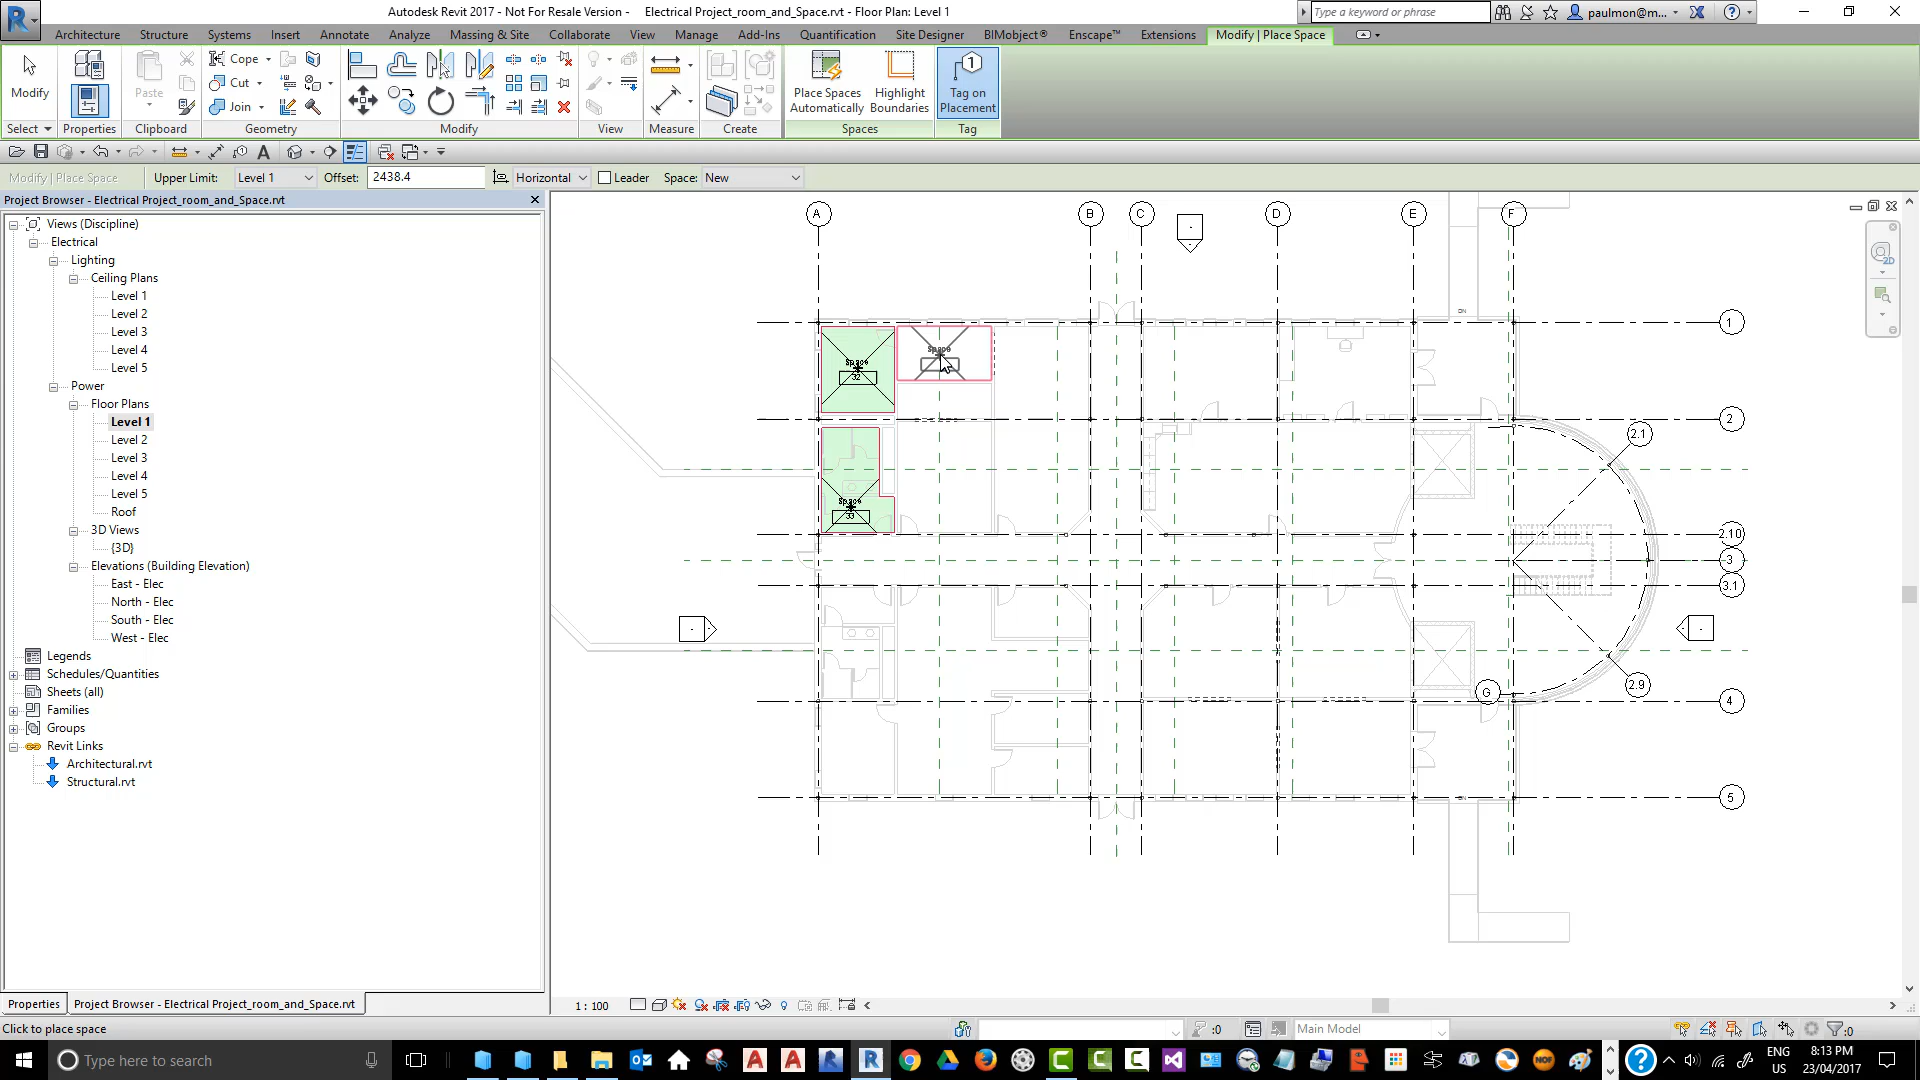 Autodesk Revit 2017 - Not For Resale Version - Electrical Project_room_and_Space.rvt - Floor Plan: Level 1
Type a keyword or phrase
paulmon@m...
Architecture Structure Systems Insert Annotate Analyze Massing & Site Collaborate View Manage Add-Ins Quantification Site Designer BIMobject® Enscape™ Extensions Modify | Place Space
Modify
Select
Properties
Paste
Clipboard
Cope
Cut
Join
Geometry
Modify
View
Measure
Create
Place Spaces
Automatically
Highlight
Boundaries
Spaces
Tag on
Placement
Tag
Modify | Place Space Upper Limit: Level 1 Offset: 2438.4 Horizontal Leader Space: New
Project Browser - Electrical Project_room_and_Space.rvt
Views (Discipline)
Electrical
Lighting
Ceiling Plans
Level 1
Level 2
Level 3
Level 4
Level 5
Power
Floor Plans
Level 1
Level 2
Level 3
Level 4
Level 5
Roof
3D Views
{3D}
Elevations (Building Elevation)
East - Elec
North - Elec
South - Elec
West - Elec
Legends
Schedules/Quantities
Sheets (all)
Families
Groups
Revit Links
Architectural.rvt
Structural.rvt
Properties
Project Browser - Electrical Project_room_and_Space.rvt
A B C D E F
1
2
2.1
2.10
3
3.1
2.9
G
4
5
Space
32
Space
33
Space
2D
1 : 100
Click to place space
:0
Main Model
:0
Type here to search
ENG
US
8:13 PM
23/04/2017